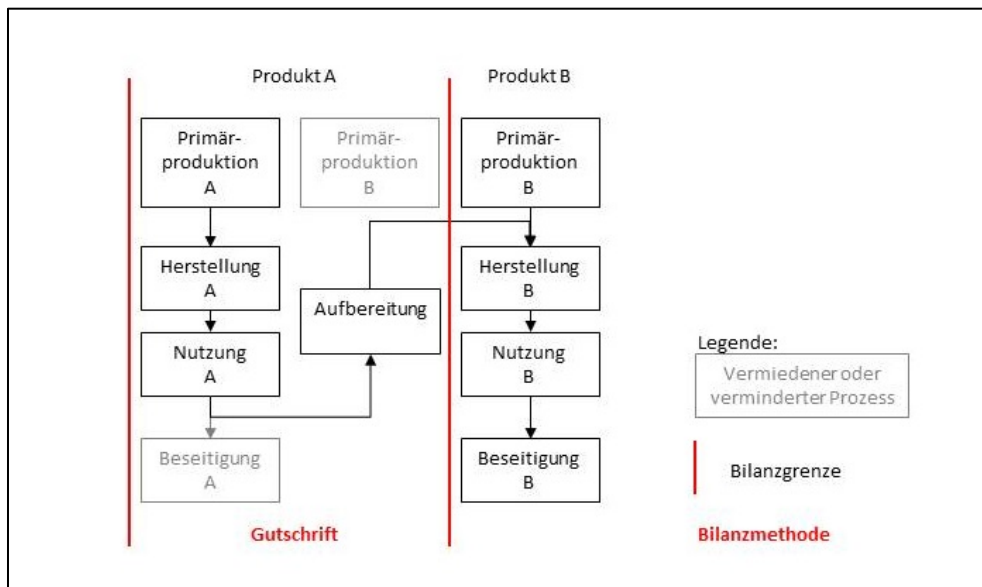 Produkt A
Produkt B
Primär-
produktion
A
Primär-
produktion
B
Primär-
produktion
B
Herstellung
A
Aufbereitung
Herstellung
B
Nutzung
A
Nutzung
B
Beseitigung
A
Beseitigung
B
Legende:
Vermiedener oder
verminderter Prozess
Bilanzgrenze
Gutschrift
Bilanzmethode